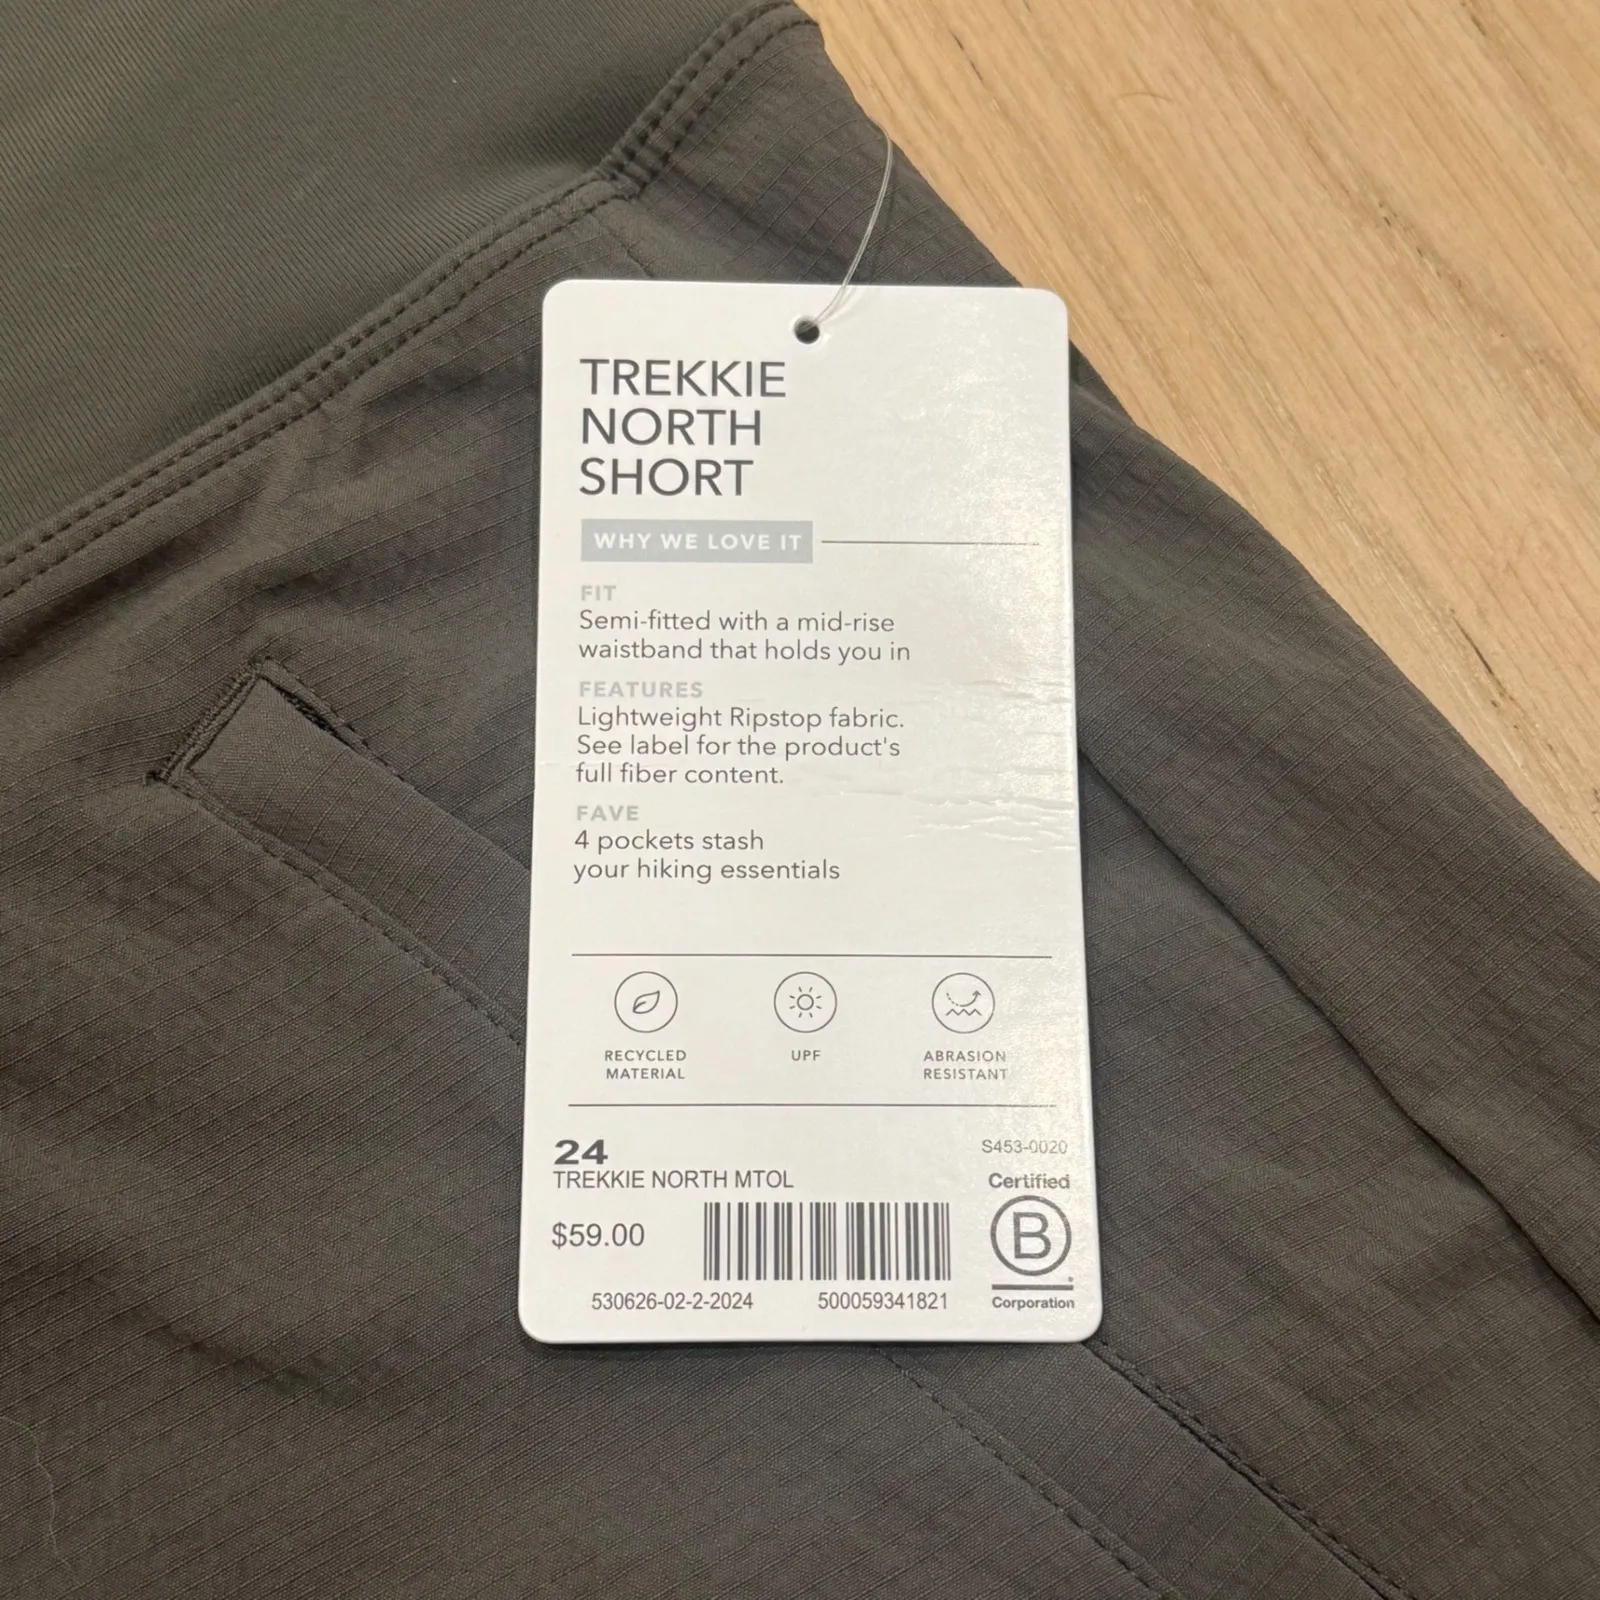 TREKKIE
NORTH
SHORT
WHY WE LOVE IT
FIT
Semi-fitted with a mid-rise
waistband that holds you in
FEATURES
Lightweight Ripstop fabric.
See label for the product's
full fiber content.
FAVE
4 pockets stash
your hiking essentials
RECYCLED
MATERIAL
UPF
ABRASION
RESISTANT
24
S453-0020
TREKKIE NORTH MTOL
$59.00
530626-02-2-2024
500059341821
Certified
B
Corporation